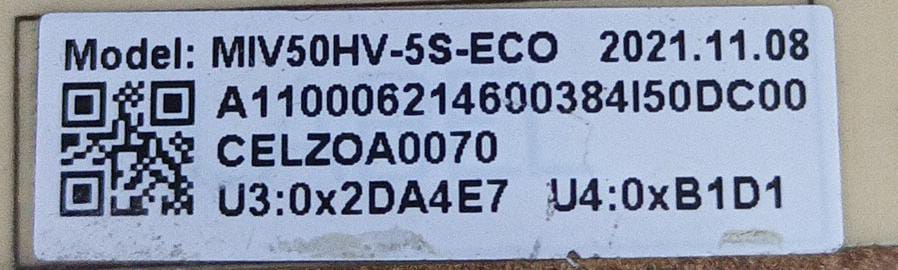 Model: MIV50HV-5S-ECO 2021.11.08
A110006214600384I50DC00
CELZOA0070
U3:0x2DA4E7 U4:0xB1D1